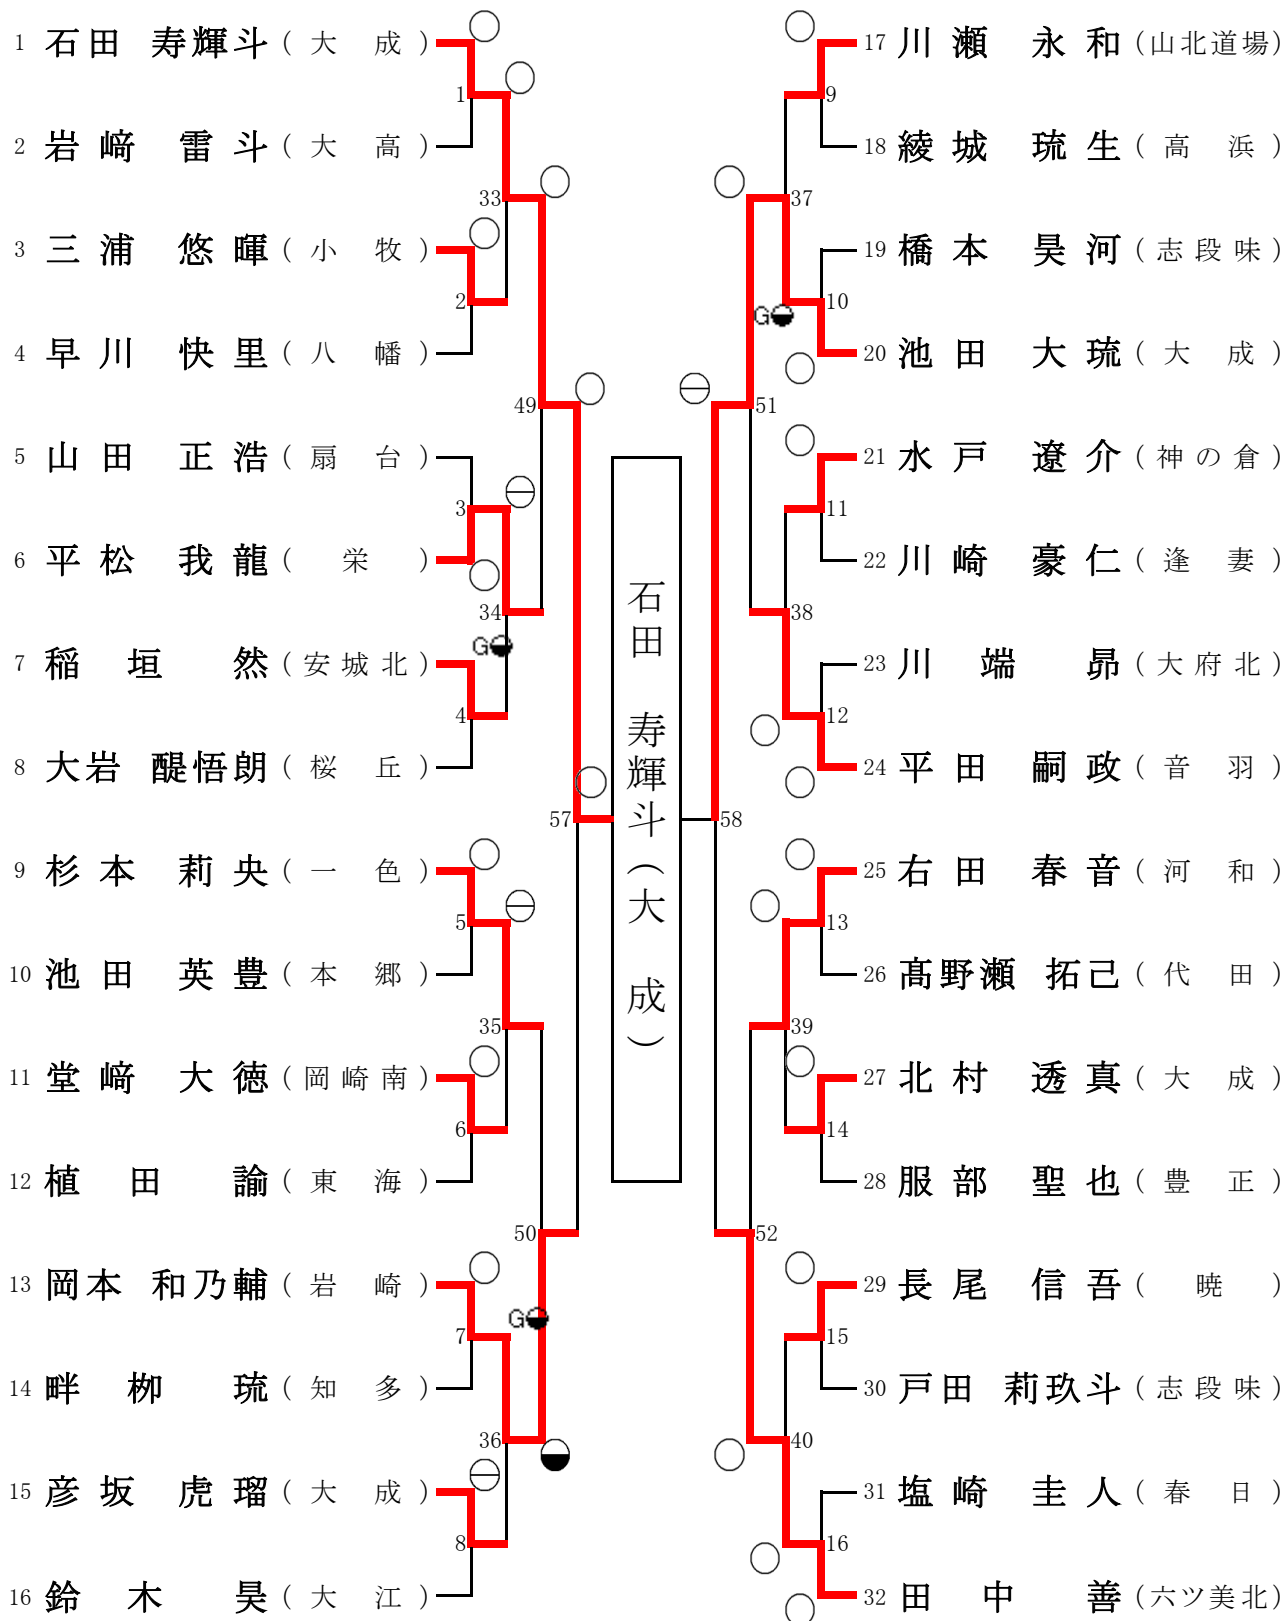 1 石田 寿輝斗 (大成)
2 岩﨑 雷斗 (大高)
3 三浦 悠暉 (小牧)
4 早川 快里 (八幡)
5 山田 正浩 (扇台)
6 平松 我龍 (栄)
7 稲垣 然 (安城北)
8 大岩 醍悟朗 (桜丘)
9 杉本 莉央 (一色)
10 池田 英豊 (本郷)
11 堂﨑 大徳 (岡崎南)
12 植田 諭 (東海)
13 岡本 和乃輔 (岩崎)
14 畔栁 琉 (知多)
15 彦坂 虎瑠 (大成)
16 鈴木 昊 (大江)
1
2
3
4
5
6
7
8
33
34
35
36
G
G
49
50
57
石田 寿輝斗(大成)
58
51
52
G
37
38
39
40
9
10
11
12
13
14
15
16
17 川瀬 永和 (山北道場)
18 綾城 琉生 (高浜)
19 橋本 昊河 (志段味)
20 池田 大琉 (大成)
21 水戸 遼介 (神の倉)
22 川崎 豪仁 (逢妻)
23 川端 昴 (大府北)
24 平田 嗣政 (音羽)
25 右田 春音 (河和)
26 髙野瀬 拓己 (代田)
27 北村 透真 (大成)
28 服部 聖也 (豊正)
29 長尾 信吾 (暁)
30 戸田 莉玖斗 (志段味)
31 塩崎 圭人 (春日)
32 田中 善 (六ツ美北)